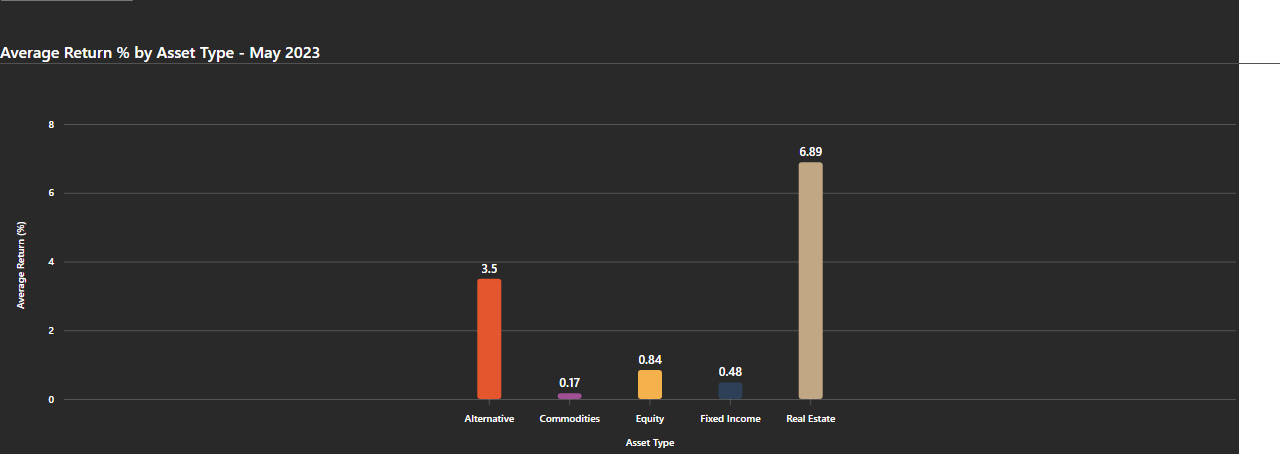 Average Return % by Asset Type - May 2023
8
6
4
2
0
Average Return (%)
3.5
0.17
0.84
0.48
6.89
Alternative
Commodities
Equity
Fixed Income
Real Estate
Asset Type